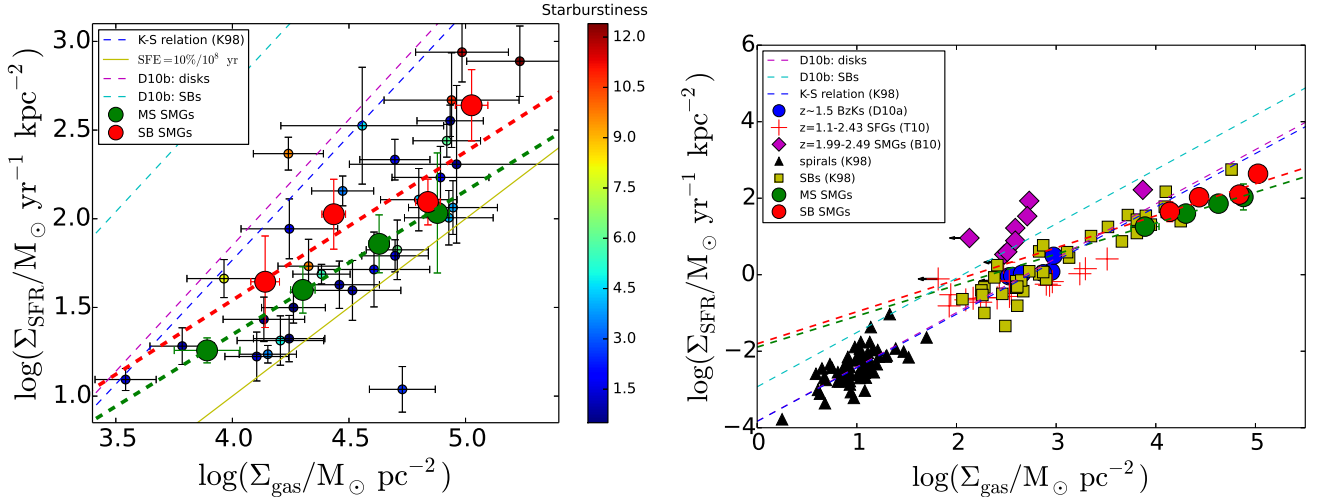 Starburstiness
3.0
2.5
2.0
1.5
1.0
log(Σ_SFR/M_⊙ yr⁻¹ kpc⁻²)
K-S relation (K98)
SFE=10%/10⁸ yr
D10b: disks
D10b: SBs
MS SMGs
SB SMGs
3.5 4.0 4.5 5.0
log(Σ_gas/M_⊙ pc⁻²)
12.0
10.5
9.0
7.5
6.0
4.5
3.0
1.5
6
4
2
0
−2
−4
log(Σ_SFR/M_⊙ yr⁻¹ kpc⁻²)
D10b: disks
D10b: SBs
K-S relation (K98)
z~1.5 BzKs (D10a)
z=1.1-2.43 SFGs (T10)
z=1.99-2.49 SMGs (B10)
spirals (K98)
SBs (K98)
MS SMGs
SB SMGs
0 1 2 3 4 5
log(Σ_gas/M_⊙ pc⁻²)